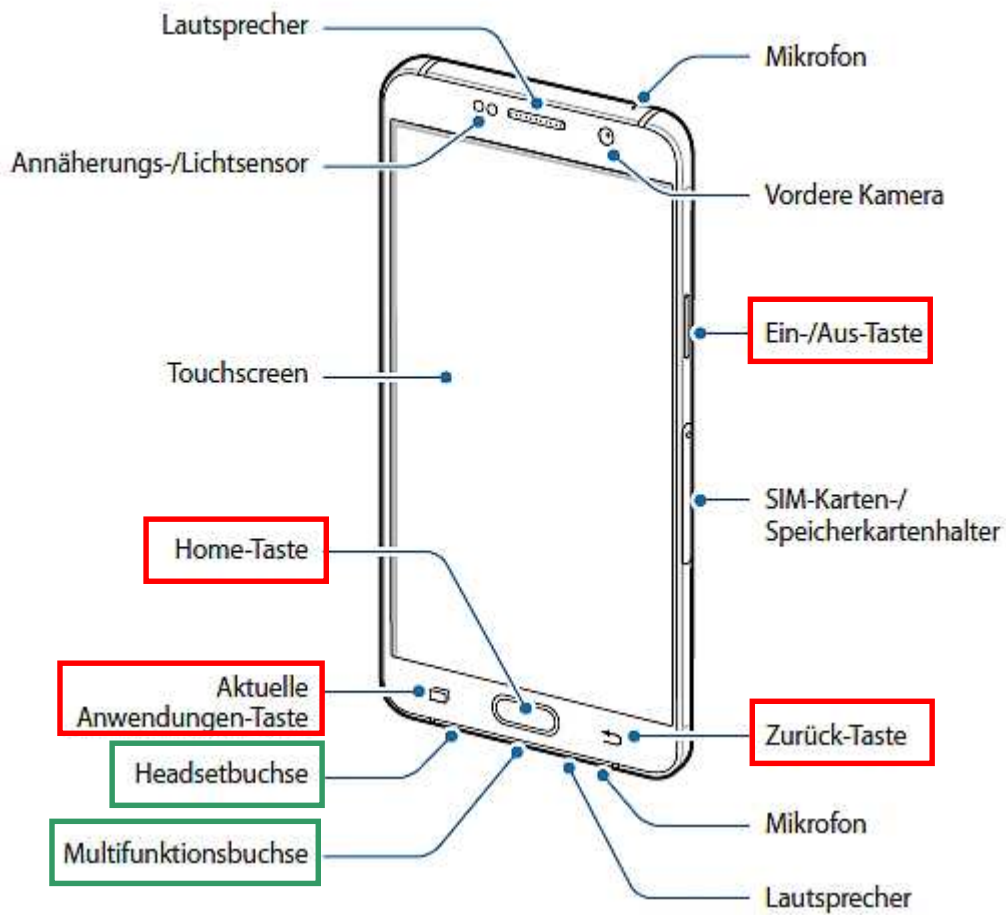 Lautsprecher
Mikrofon
Annäherungs-/Lichtsensor
Vordere Kamera
Ein-/Aus-Taste
Touchscreen
SIM-Karten-/
Speicherkartenhalter
Home-Taste
Aktuelle
Anwendungen-Taste
Zurück-Taste
Headsetbuchse
Mikrofon
Multifunktionsbuchse
Lautsprecher